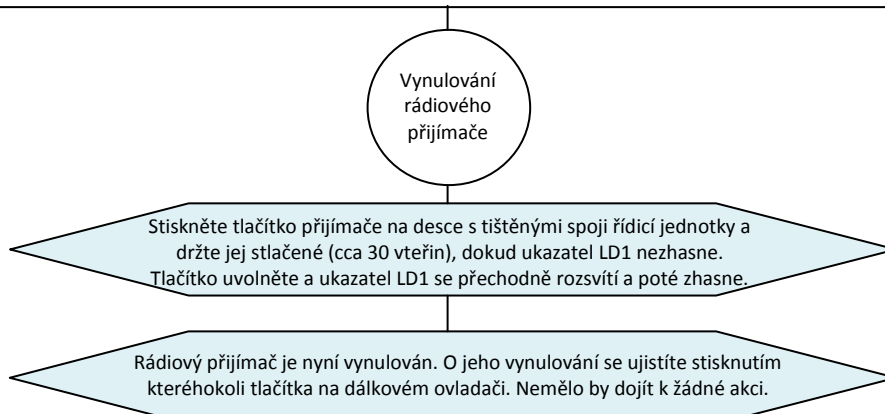 Vynulování
rádiového
přijímače
Stiskněte tlačítko přijímače na desce s tištěnými spoji řídicí jednotky a
držte jej stlačené (cca 30 vteřin), dokud ukazatel LD1 nezhasne.
Tlačítko uvolněte a ukazatel LD1 se přechodně rozsvítí a poté zhasne.
Rádiový přijímač je nyní vynulován. O jeho vynulování se ujistíte stisknutím
kteréhokoli tlačítka na dálkovém ovladači. Nemělo by dojít k žádné akci.